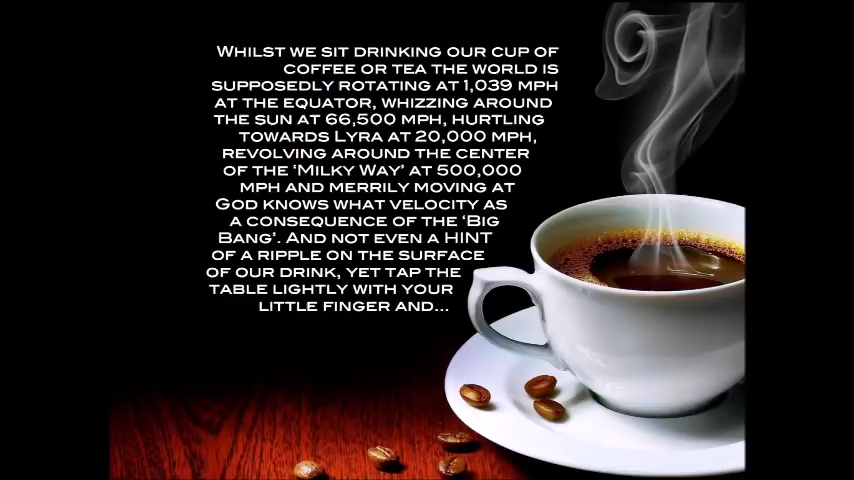 Whilst we sit drinking our cup of
coffee or tea the world is
supposedly rotating at 1,039 mph
at the equator, whizzing around
the sun at 66,500 mph, hurtling
towards Lyra at 20,000 mph,
revolving around the center
of the ‘Milky Way’ at 500,000
mph and merrily moving at
God knows what velocity as
a consequence of the ‘Big
Bang’. And not even a HINT
of a ripple on the surface
of our drink, yet tap the
table lightly with your
little finger and...